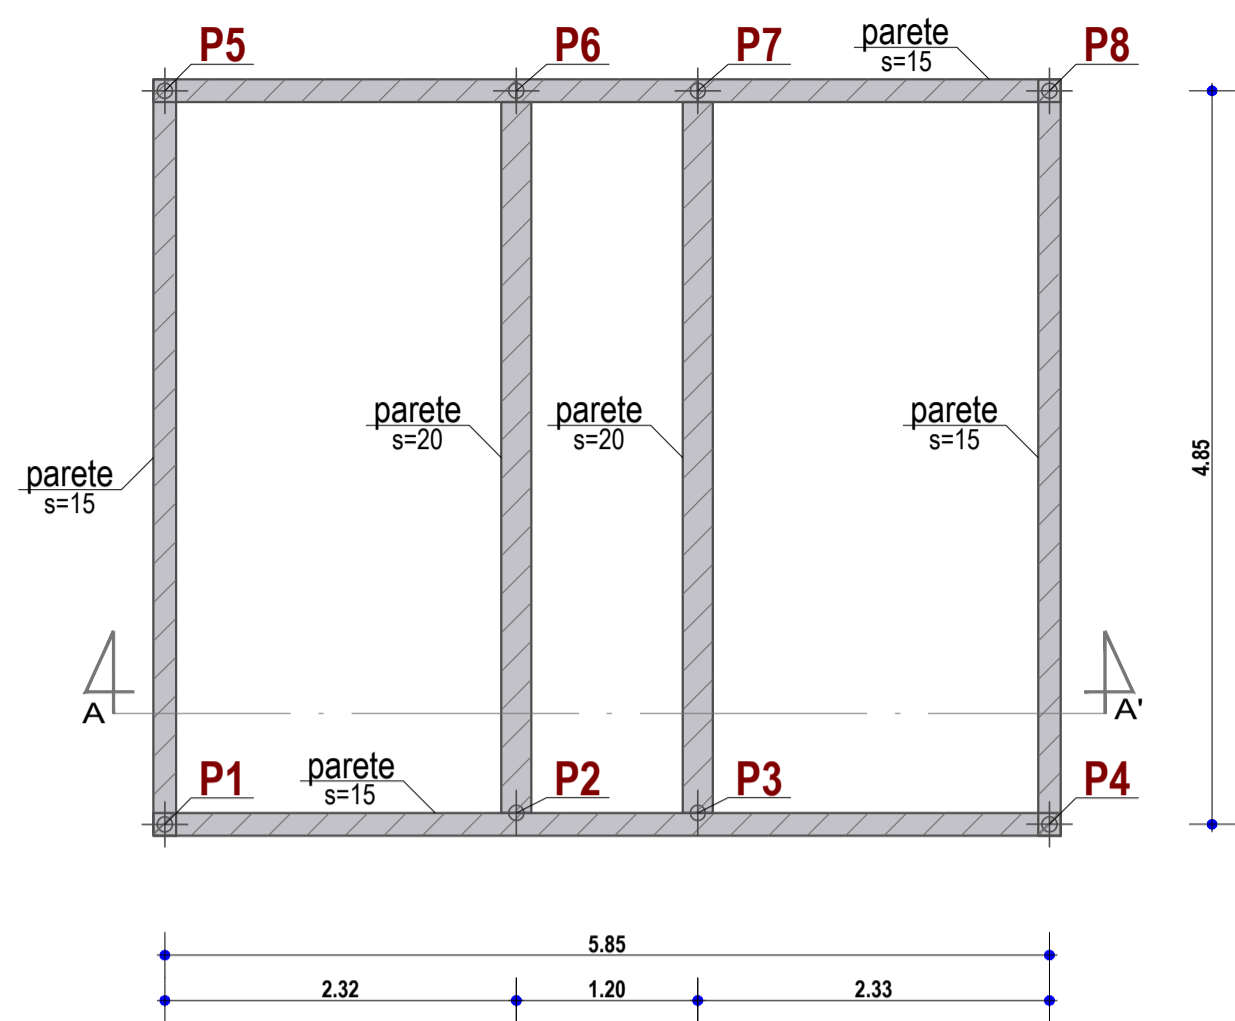 P5
P6
P7
parete
s=15
P8
parete
s=20
parete
s=20
parete
s=15
parete
s=15
4.85
A
A'
P1
parete
s=15
P2
P3
P4
5.85
2.32
1.20
2.33